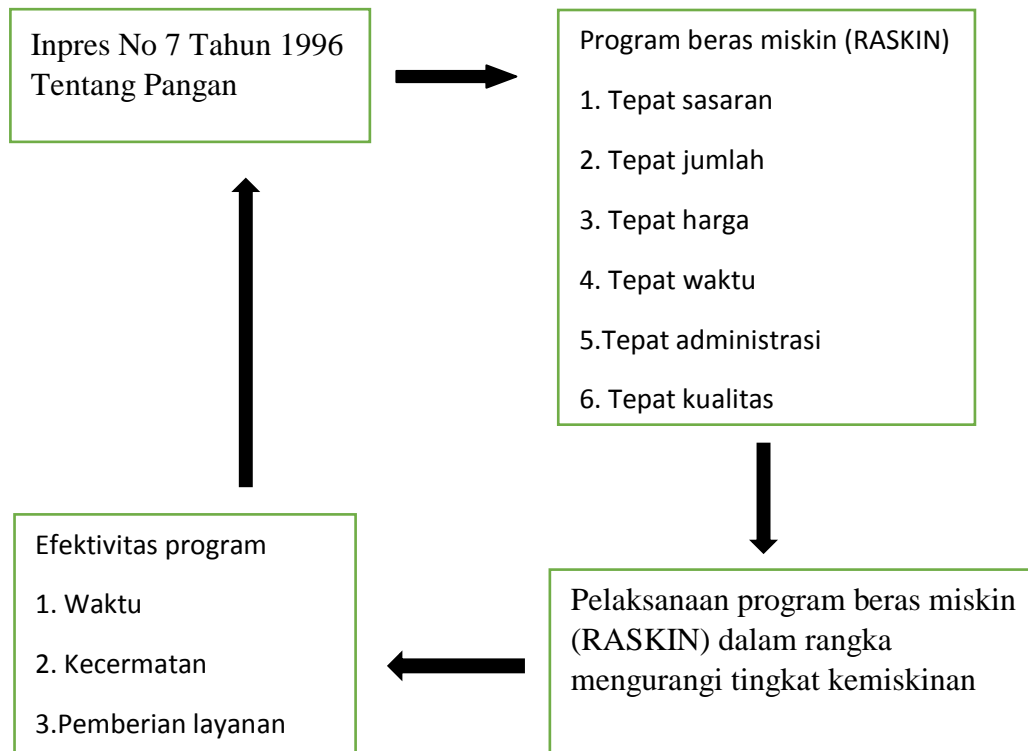 Inpres No 7 Tahun 1996
Tentang Pangan
Program beras miskin (RASKIN)
1. Tepat sasaran
2. Tepat jumlah
3. Tepat harga
4. Tepat waktu
5.Tepat administrasi
6. Tepat kualitas
Pelaksanaan program beras miskin
(RASKIN) dalam rangka
mengurangi tingkat kemiskinan
Efektivitas program
1. Waktu
2. Kecermatan
3.Pemberian layanan